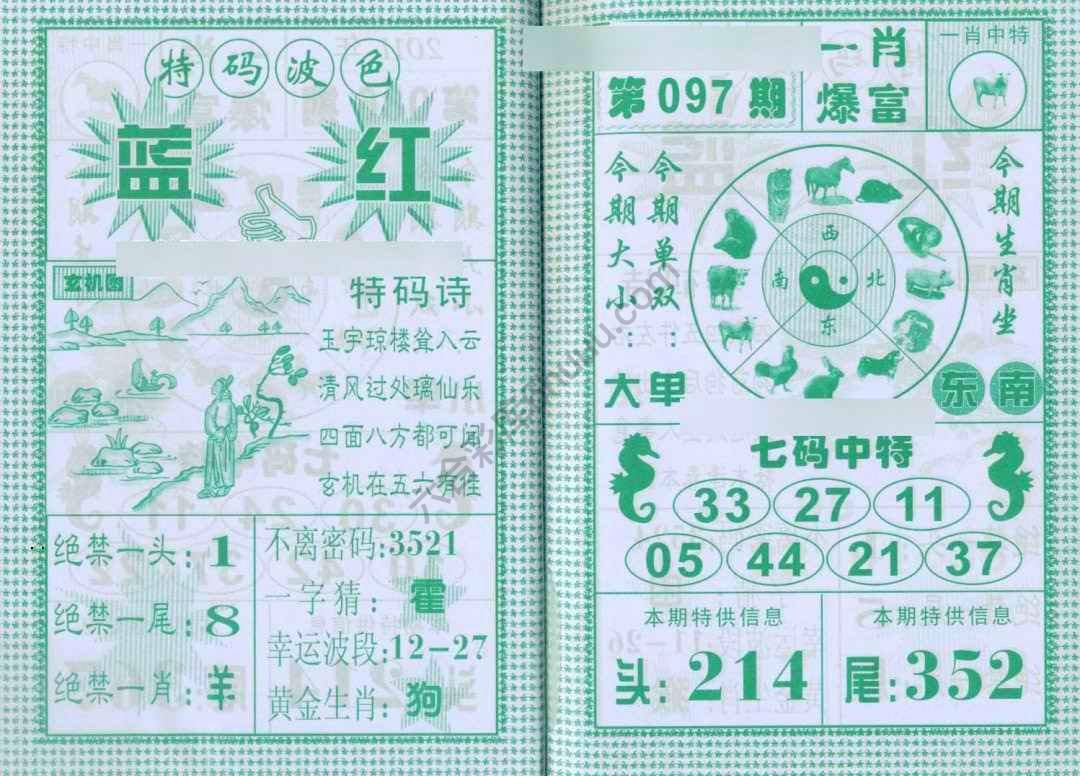 特码波色
蓝 红
玄机图
特码诗
玉宇琼楼耸入云
清风过处璃仙乐
四面八方都可闻
玄机在五六有往
绝禁一头:1
绝禁一尾:8
绝禁一肖:羊
不离密码:3521
一字猜:霍
幸运波段:12-27
黄金生肖:狗
第097期
一肖
爆富
一肖中特
今期大小:大
今期单双:单
西
南 北
东
今期生肖坐
东南
七码中特
33 27 11
05 44 21 37
本期特供信息
头:214
本期特供信息
尾:352